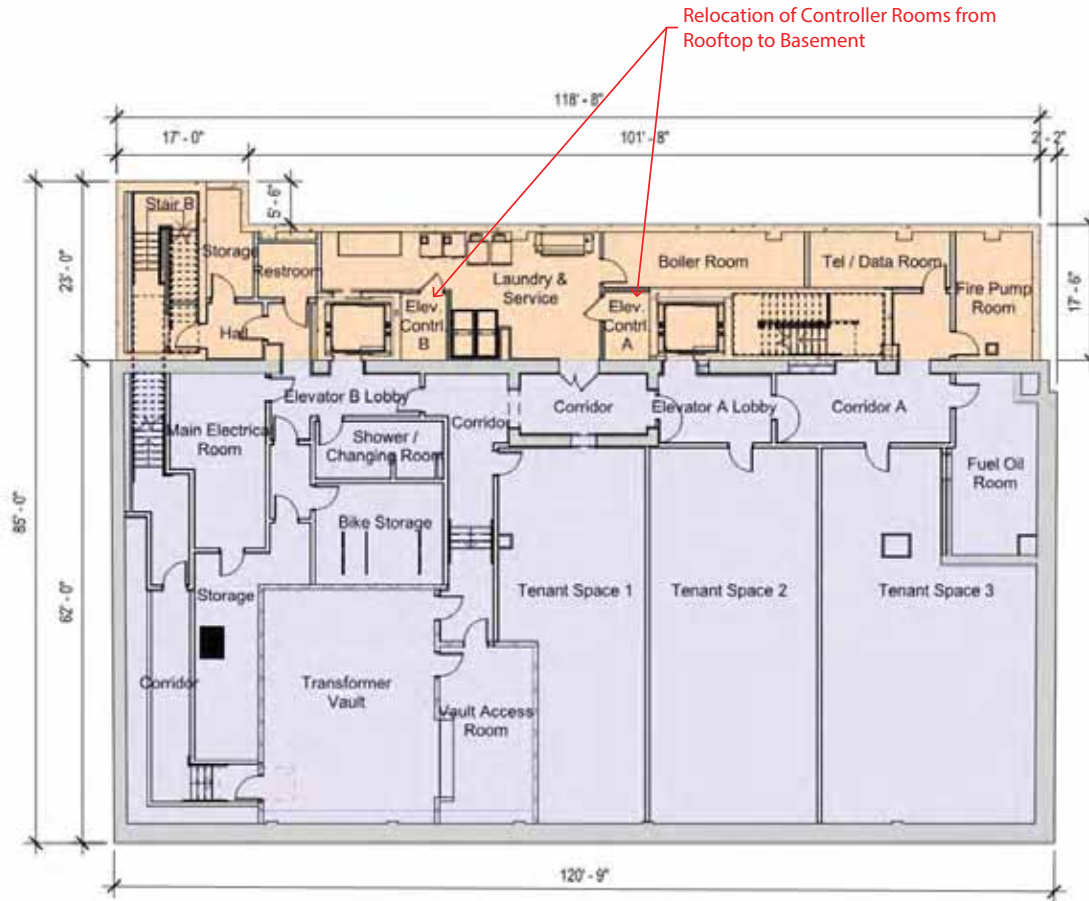 Relocation of Controller Rooms from
Rooftop to Basement
118' - 8"
17' - 0"
101' - 8"
2' - 2"
5' - 6"
23' - 0"
17' - 6"
85' - 0"
62' - 0"
Stair B
Storage
Restroom
Hall
Elev.
Contrl.
B
Laundry &
Service
Elev.
Contrl.
A
Boiler Room
Tel / Data Room
Fire Pump
Room
Elevator B Lobby
Corridor
Corridor
Elevator A Lobby
Corridor A
Main Electrical
Room
Shower /
Changing Room
Fuel Oil
Room
Bike Storage
Storage
Tenant Space 1
Tenant Space 2
Tenant Space 3
Corridor
Transformer
Vault
Vault Access
Room
120' - 9"